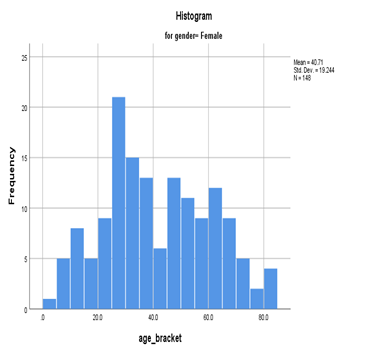 Histogram
for gender= Female
Mean = 40.71
Std. Dev. = 19.244
N = 148
25
20
15
10
5
0
Frequency
.0 20.0 40.0 60.0 80.0
age_bracket